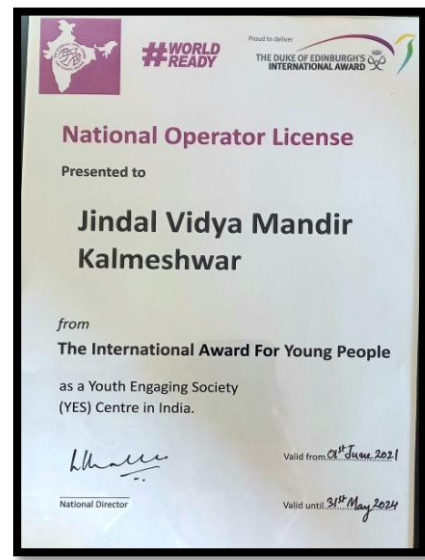 #WORLD
READY
Proud to deliver
THE DUKE OF EDINBURGH'S
INTERNATIONAL AWARD
National Operator License
Presented to
Jindal Vidya Mandir
Kalmeshwar
from
The International Award For Young People
as a Youth Engaging Society
(YES) Centre in India.
Valid from 01st June 2021
National Director
Valid until 31st May 2024